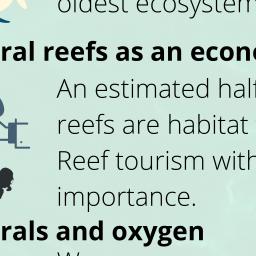 oldest ecosystem
ral reefs as an econ
An estimated half
reefs are habitat
Reef tourism with
importance.
rals and oxygen